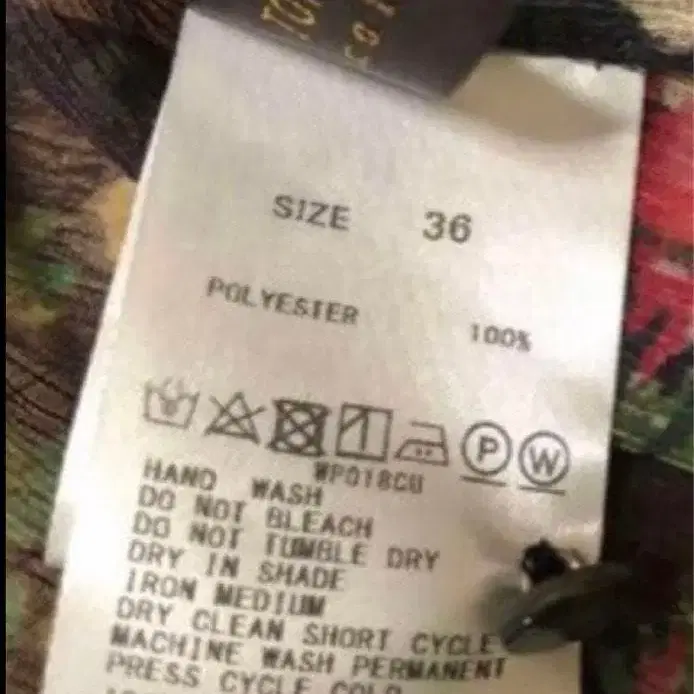 SIZE 36
POLYESTER 100%
P W
WP018CU
HAND WASH
DO NOT BLEACH
DO NOT TUMBLE DRY
DRY IN SHADE
IRON MEDIUM
DRY CLEAN SHORT CYCLE
MACHINE WASH PERMANENT
PRESS CYCLE COLD